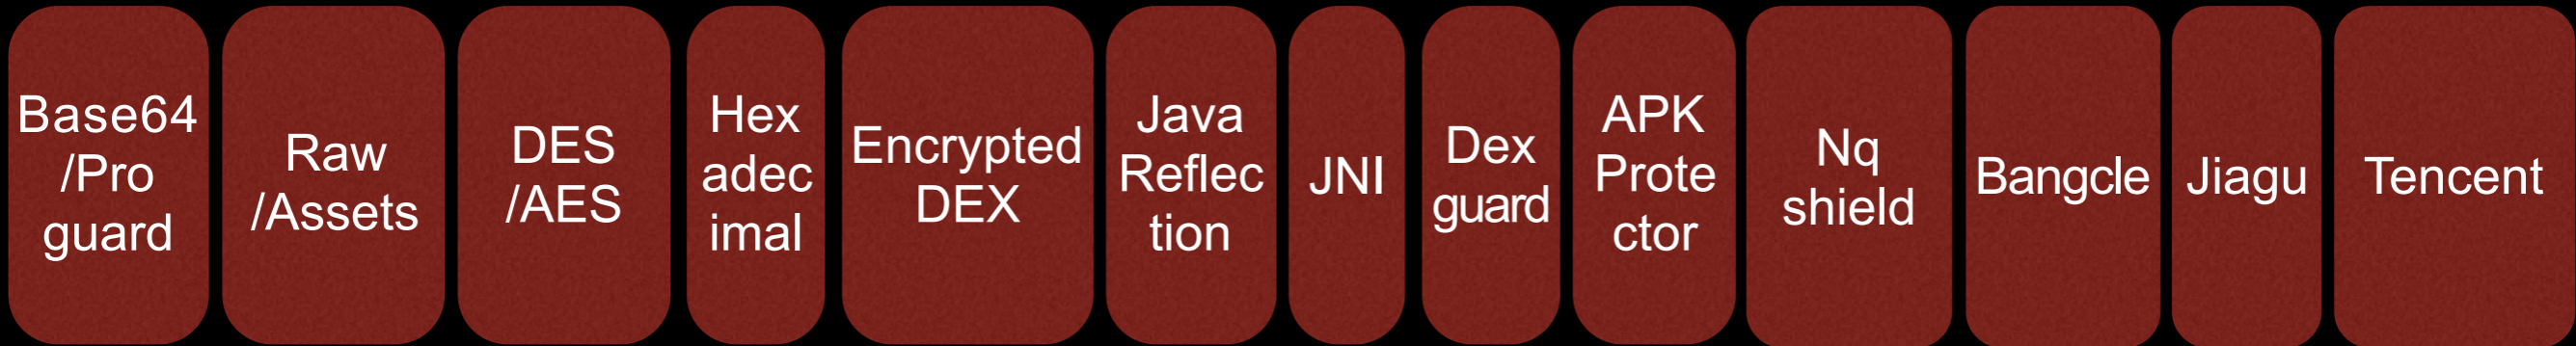 Base64
/Pro
guard
Raw
/Assets
DES
/AES
Hex
adec
imal
Encrypted
DEX
Java
Reflec
tion
JNI
Dex
guard
APK
Prote
ctor
Nq
shield
Bangcle
Jiagu
Tencent